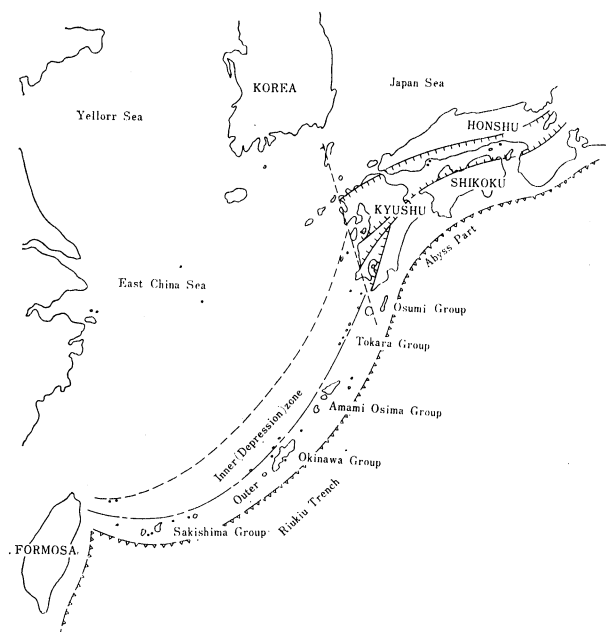 Japan Sea
KOREA
Yellorr Sea
HONSHU
SHIKOKU
KYUSHU
Abyss Part
East China Sea
Osumi Group
Tokara Group
Inner (Depression) zone
Amami Osima Group
Okinawa Group
Outer
Riukiu Trench
Sakishima Group
FORMOSA